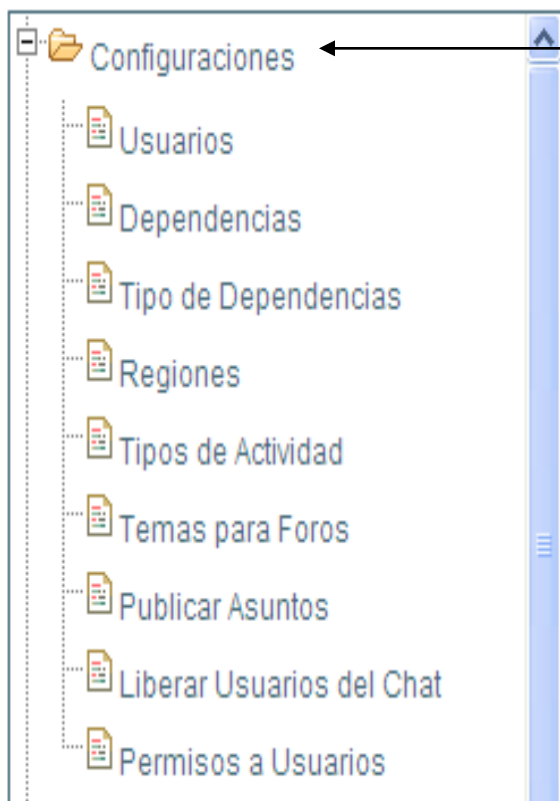 Configuraciones
Usuarios
Dependencias
Tipo de Dependencias
Regiones
Tipos de Actividad
Temas para Foros
Publicar Asuntos
Liberar Usuarios del Chat
Permisos a Usuarios